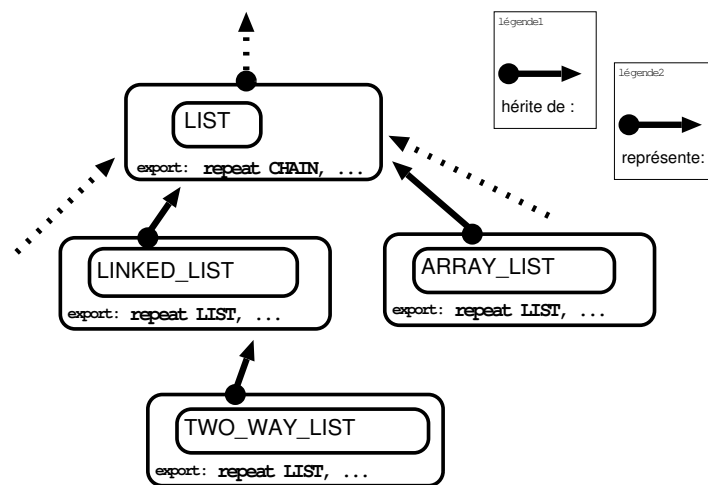 légende1
hérite de :
légende2
représente:
LIST
export: repeat CHAIN, ...
LINKED_LIST
export: repeat LIST, ...
ARRAY_LIST
export: repeat LIST, ...
TWO_WAY_LIST
export: repeat LIST, ...